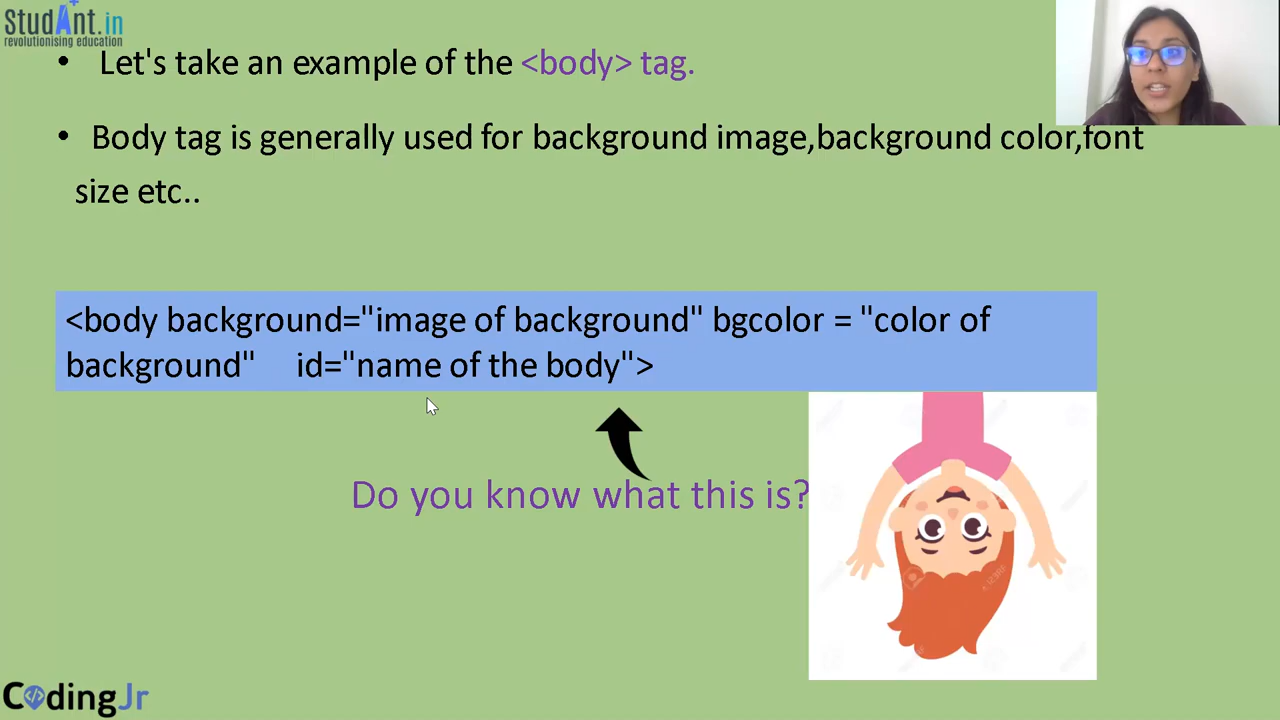 StudAnt.in
revolutionising education
• Let's take an example of the <body> tag.
• Body tag is generally used for background image,background color,font
size etc..
<body background="image of background" bgcolor = "color of
background" id="name of the body">
Do you know what this is?
CodingJr